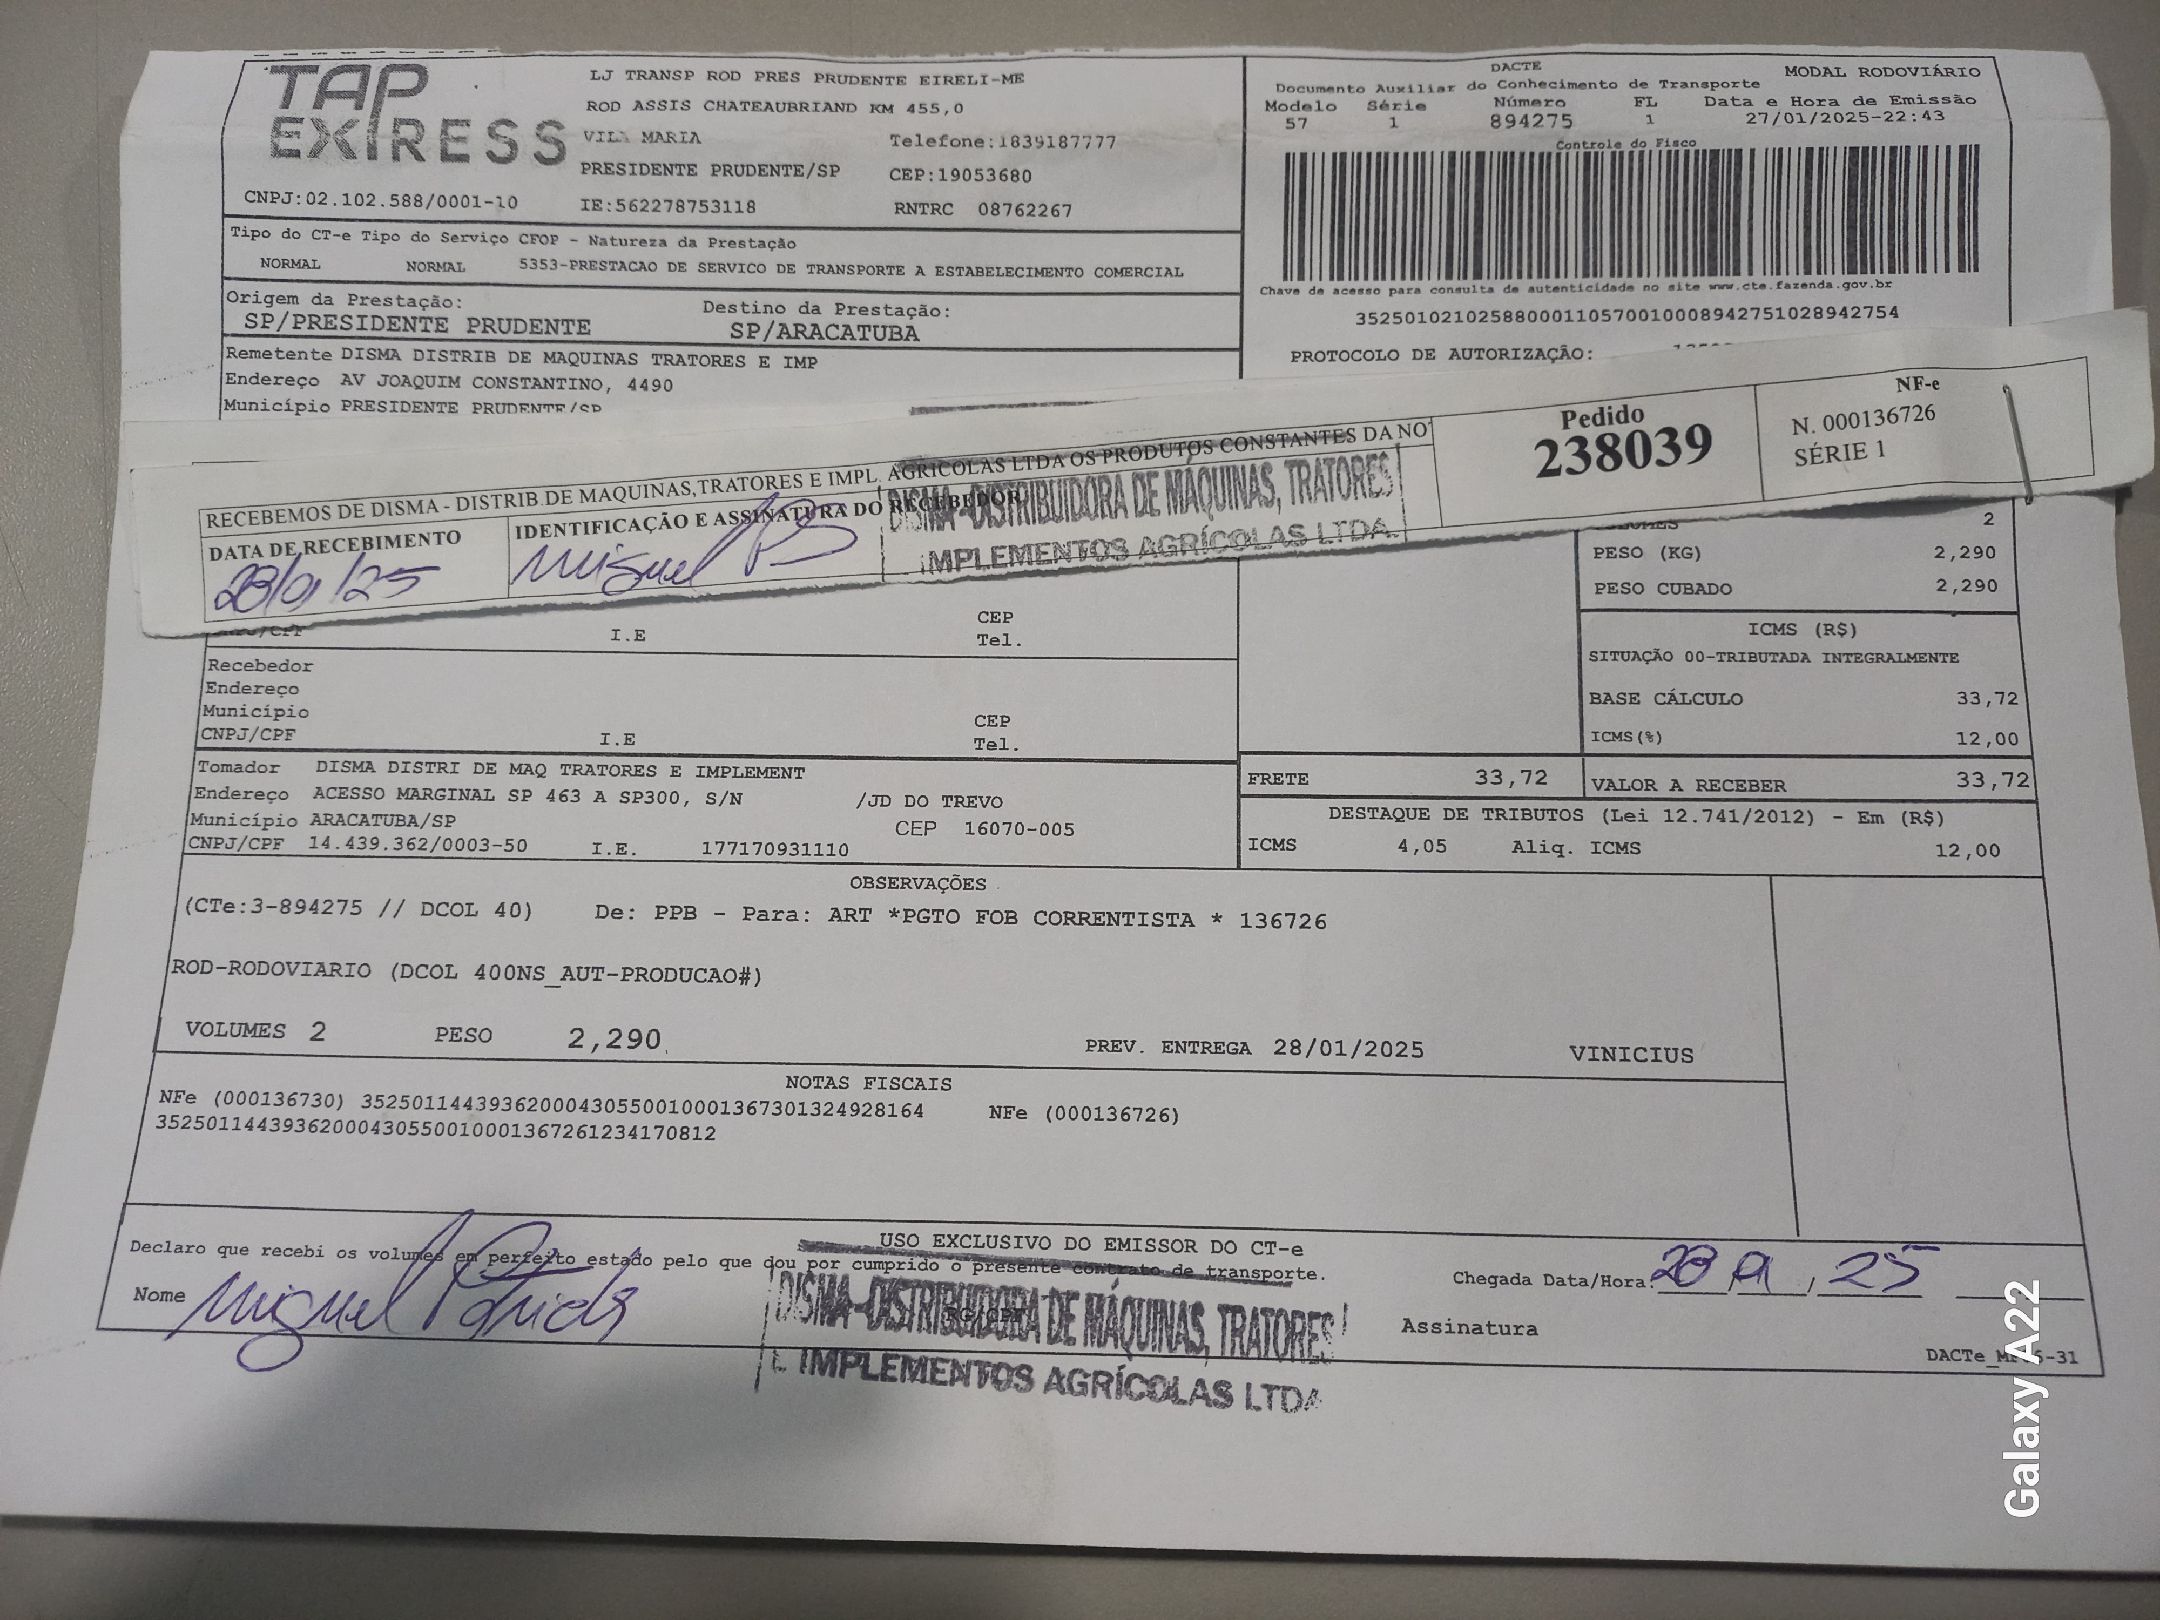 TAP
EXPRESS
LJ TRANSP ROD PRES PRUDENTE EIRELI-ME
ROD ASSIS CHATEAUBRIAND KM 455,0
VILA MARIA
Telefone:1839187777
PRESIDENTE PRUDENTE/SP
CEP:19053680
CNPJ:02.102.588/0001-10
IE:562278753118
RNTRC 08762267
DACTE
Documento Auxiliar do Conhecimento de Transporte
MODAL RODOVIÁRIO
Modelo Série Número FL Data e Hora de Emissão
57 1 894275 1 27/01/2025-22:43
Controle do Fisco
Chave de acesso para consulta de autenticidade no site www.cte.fazenda.gov.br
35250102102588000110570010008942751028942754
PROTOCOLO DE AUTORIZAÇÃO:
Tipo do CT-e Tipo do Serviço CFOP - Natureza da Prestação
NORMAL NORMAL 5353-PRESTACAO DE SERVICO DE TRANSPORTE A ESTABELECIMENTO COMERCIAL
Origem da Prestação: Destino da Prestação:
SP/PRESIDENTE PRUDENTE SP/ARACATUBA
Remetente DISMA DISTRIB DE MAQUINAS TRATORES E IMP
Endereço AV JOAQUIM CONSTANTINO, 4490
Município PRESIDENTE PRUDENTE/SP
RECEBEMOS DE DISMA - DISTRIB.DE MAQUINAS,TRATORES E IMPL. AGRICOLAS LTDA OS PRODUTOS CONSTANTES DA NO
DATA DE RECEBIMENTO
28/01/25
IDENTIFICAÇÃO E ASSINATURA DO RECEBEDOR
Miguel PS
DISMA-DISTRIBUIDORA DE MÁQUINAS, TRATORES
IMPLEMENTOS AGRÍCOLAS LTDA.
Pedido
238039
NF-e
N. 000136726
SÉRIE 1
VOLUMES 2
PESO (KG) 2,290
PESO CUBADO 2,290
ICMS (R$)
SITUAÇÃO 00-TRIBUTADA INTEGRALMENTE
BASE CÁLCULO 33,72
ICMS(%) 12,00
FRETE 33,72 VALOR A RECEBER 33,72
DESTAQUE DE TRIBUTOS (Lei 12.741/2012) - Em (R$)
ICMS 4,05 Aliq. ICMS 12,00
CEP
CNPJ/CPF I.E Tel.
Recebedor
Endereço
Município CEP
CNPJ/CPF I.E Tel.
Tomador DISMA DISTRI DE MAQ TRATORES E IMPLEMENT
Endereço ACESSO MARGINAL SP 463 A SP300, S/N /JD DO TREVO
Município ARACATUBA/SP CEP 16070-005
CNPJ/CPF 14.439.362/0003-50 I.E. 177170931110
OBSERVAÇÕES
(CTe:3-894275 // DCOL 40) De: PPB - Para: ART *PGTO FOB CORRENTISTA * 136726
ROD-RODOVIARIO (DCOL 400NS_AUT-PRODUCAO#)
VOLUMES 2 PESO 2,290 PREV. ENTREGA 28/01/2025 VINICIUS
NOTAS FISCAIS
NFe (000136730) 35250114439362000430550010001367301324928164 NFe (000136726)
35250114439362000430550010001367261234170812
USO EXCLUSIVO DO EMISSOR DO CT-e
Declaro que recebi os volumes em perfeito estado pelo que dou por cumprido o presente contrato de transporte.
Chegada Data/Hora: 28 01 / 25
Nome Miguel
RG/CPF
Assinatura
DISMA-DISTRIBUIDORA DE MÁQUINAS, TRATORES
E IMPLEMENTOS AGRÍCOLAS LTDA
Galaxy A22